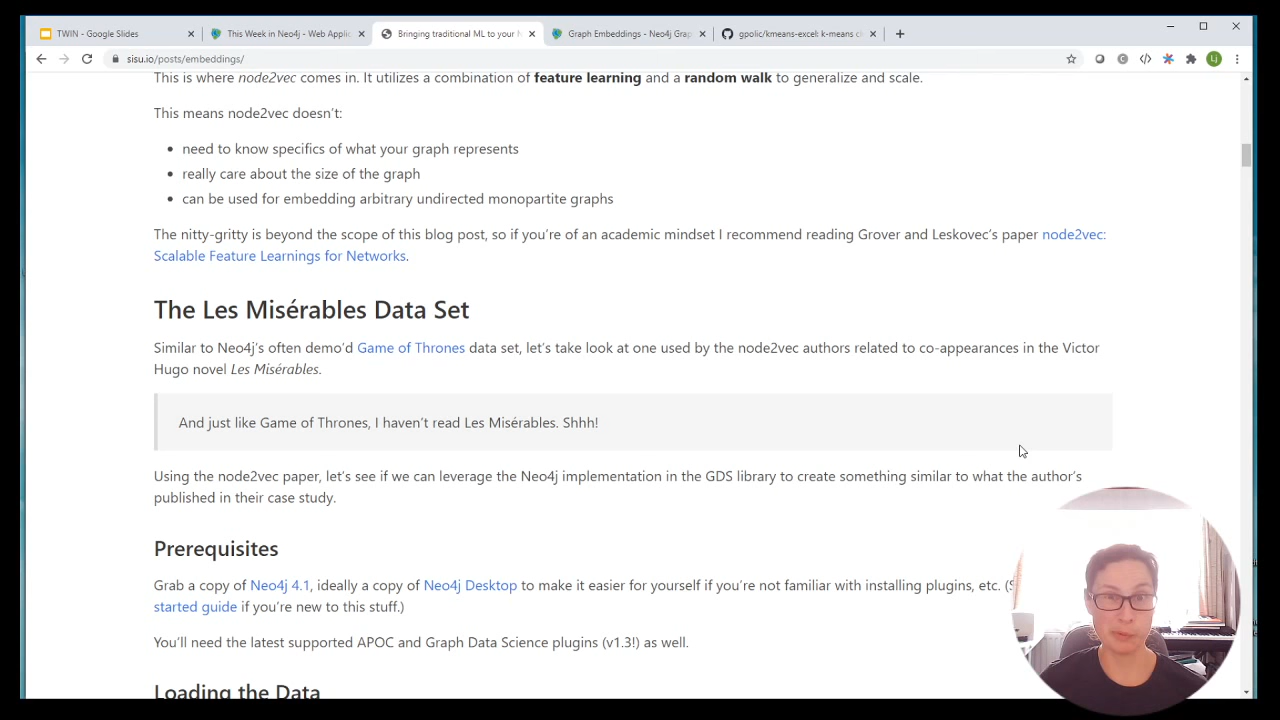 TWIN - Google Slides
This Week in Neo4j - Web Applic
Bringing traditional ML to your N
Graph Embeddings - Neo4j Grap
gpolic/kmeans-excel: k-means cl
sisu.io/posts/embeddings/
Lj
This is where node2vec comes in. It utilizes a combination of feature learning and a random walk to generalize and scale.
This means node2vec doesn't:
• need to know specifics of what your graph represents
• really care about the size of the graph
• can be used for embedding arbitrary undirected monopartite graphs
The nitty-gritty is beyond the scope of this blog post, so if you're of an academic mindset I recommend reading Grover and Leskovec's paper node2vec:
Scalable Feature Learnings for Networks.
The Les Misérables Data Set
Similar to Neo4j's often demo'd Game of Thrones data set, let's take look at one used by the node2vec authors related to co-appearances in the Victor
Hugo novel Les Misérables.
And just like Game of Thrones, I haven't read Les Misérables. Shhh!
Using the node2vec paper, let's see if we can leverage the Neo4j implementation in the GDS library to create something similar to what the author's
published in their case study.
Prerequisites
Grab a copy of Neo4j 4.1, ideally a copy of Neo4j Desktop to make it easier for yourself if you're not familiar with installing plugins, etc.
started guide if you're new to this stuff.)
You'll need the latest supported APOC and Graph Data Science plugins (v1.3!) as well.
Loading the Data